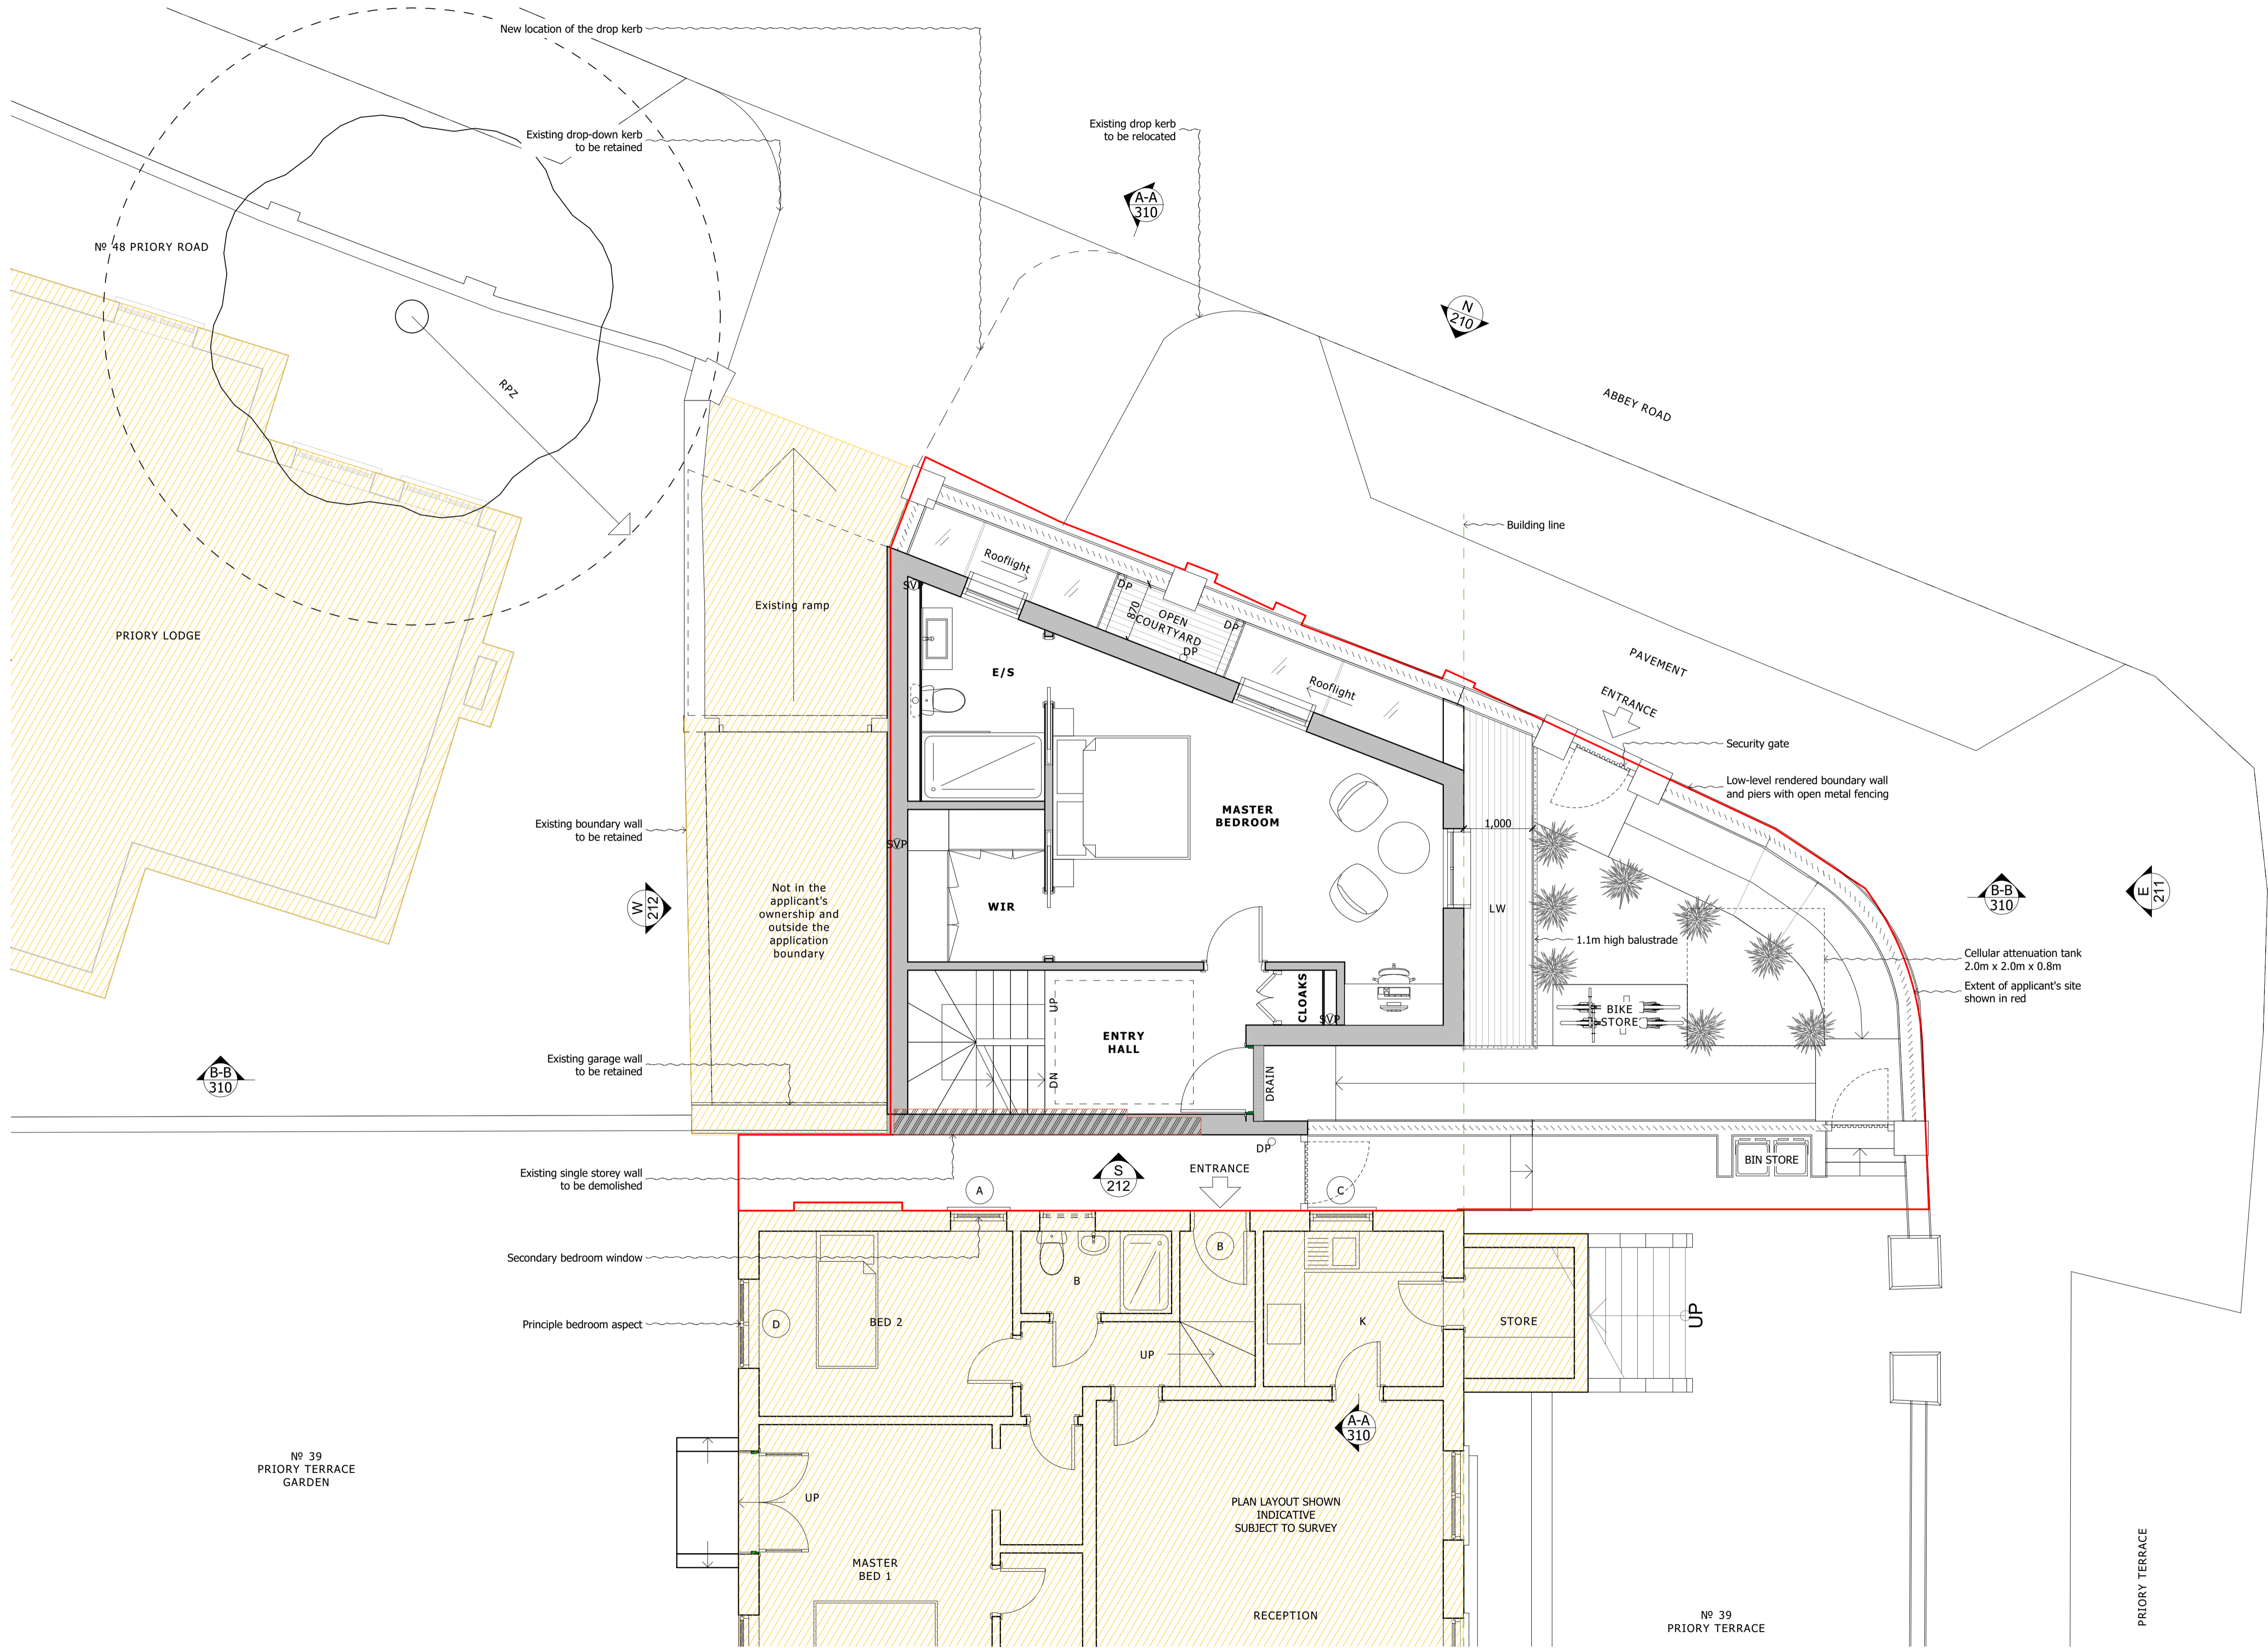 New location of the drop kerb
Existing drop-down kerb
to be retained
Existing drop kerb
to be relocated
A-A
310
N
210
№ 48 PRIORY ROAD
RPZ
ABBEY ROAD
Building line
Rooflight
DP
870
OPEN
COURTYARD
DP
DP
SVP
Existing ramp
PRIORY LODGE
E/S
Rooflight
PAVEMENT
ENTRANCE
Security gate
Low-level rendered boundary wall
and piers with open metal fencing
MASTER
BEDROOM
1,000
Existing boundary wall
to be retained
SVP
Not in the
applicant's
ownership and
outside the
application
boundary
W
212
WIR
LW
B-B
310
E
211
1.1m high balustrade
Cellular attenuation tank
2.0m x 2.0m x 0.8m
Extent of applicant's site
shown in red
CLOAKS
SVP
BIKE
STORE
UP
ENTRY
HALL
Existing garage wall
to be retained
B-B
310
DN
DRAIN
DP
Existing single storey wall
to be demolished
S
212
ENTRANCE
BIN STORE
A
C
Secondary bedroom window
B
B
Principle bedroom aspect
D
BED 2
K
STORE
UP
UP
A-A
310
№ 39
PRIORY TERRACE
GARDEN
UP
PLAN LAYOUT SHOWN
INDICATIVE
SUBJECT TO SURVEY
MASTER
BED 1
RECEPTION
№ 39
PRIORY TERRACE
PRIORY TERRACE